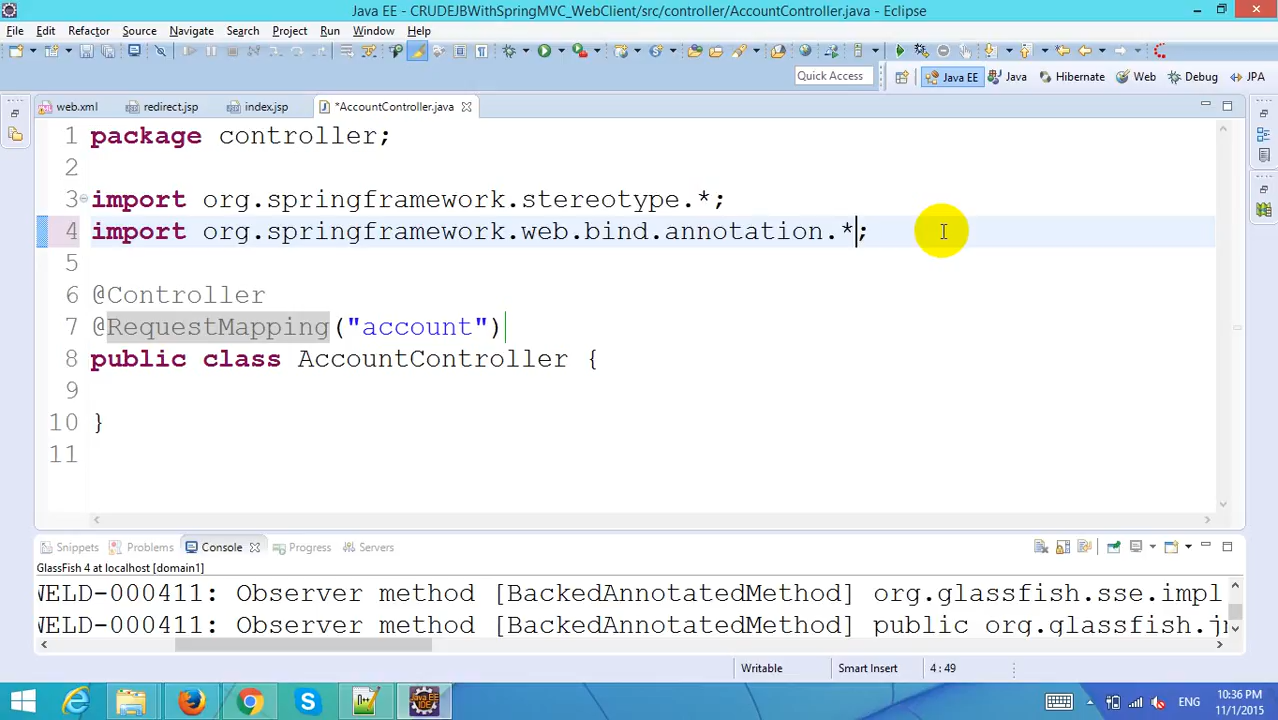 Java EE - CRUDEJBWithSpringMVC_WebClient/src/controller/AccountController.java - Eclipse
File Edit Refactor Source Navigate Search Project Run Window Help
Quick Access
Java EE Java Hibernate Web Debug JPA
web.xml redirect.jsp index.jsp *AccountController.java
1 package controller;
2
3 import org.springframework.stereotype.*;
4 import org.springframework.web.bind.annotation.*;
5
6 @Controller
7 @RequestMapping("account")
8 public class AccountController {
9
10 }
11
Snippets Problems Console Progress Servers
GlassFish 4 at localhost [domain1]
WELD-000411: Observer method [BackedAnnotatedMethod] org.glassfish.sse.impl
WELD-000411: Observer method [BackedAnnotatedMethod] public org.glassfish.jm
Writable Smart Insert 4 : 49
ENG 10:36 PM
11/1/2015